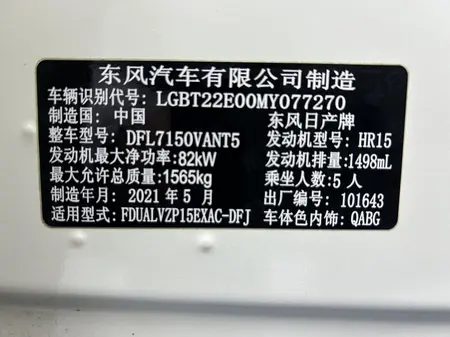 东风汽车有限公司制造
车辆识别代号: LGBT22E00MY077270
制造国: 中国 东风日产牌
整车型号: DFL7150VANT5 发动机型号: HR15
发动机最大净功率: 82kW 发动机排量: 1498mL
最大允许总质量: 1565kg 乘坐人数: 5 人
制造年月: 2021 年 5 月 出厂编号: 101643
适用型号: FDUALVZP15EXAC-DFJ 车体色内饰: QABG